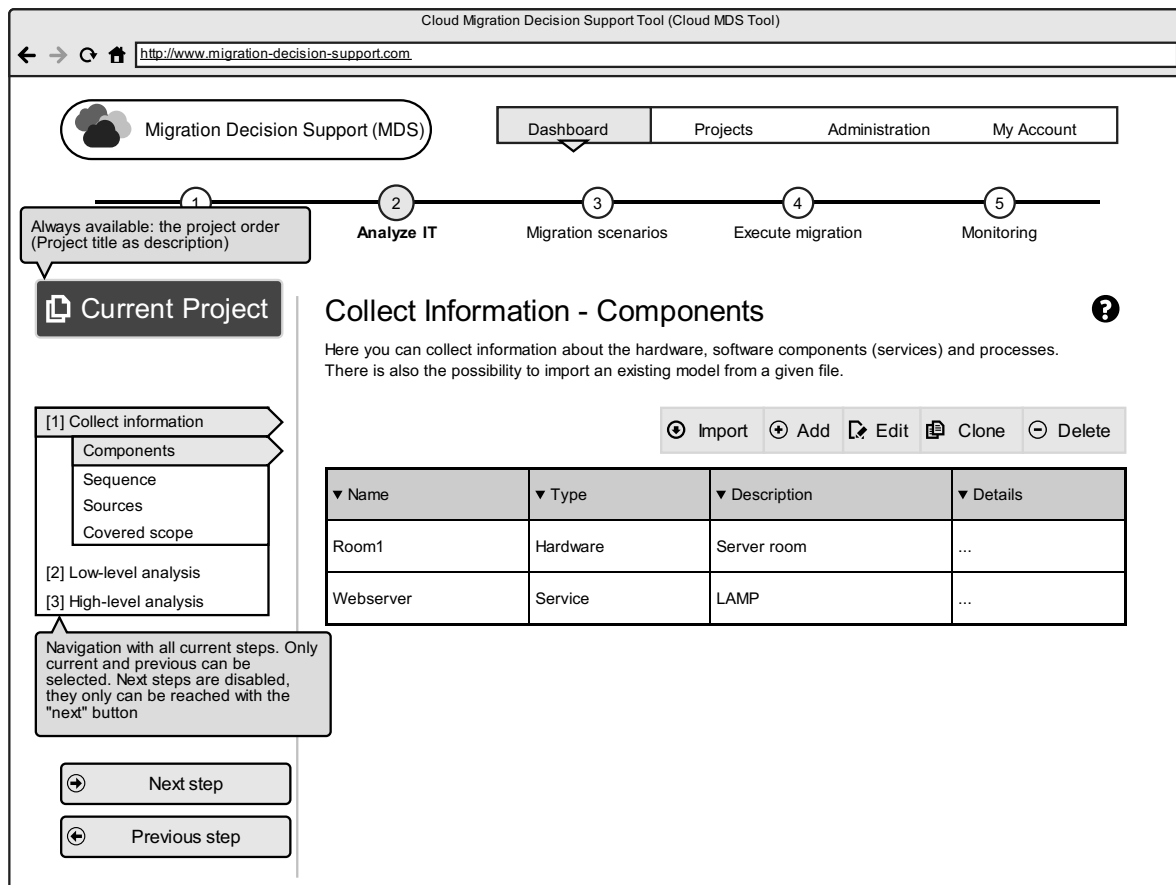 Cloud Migration Decision Support Tool (Cloud MDS Tool)
http://www.migration-decision-support.com
Migration Decision Support (MDS)
Dashboard Projects Administration My Account
1 2 3 4 5
Always available: the project order
(Project title as description)
Analyze IT Migration scenarios Execute migration Monitoring
Current Project
Collect Information - Components
?
Here you can collect information about the hardware, software components (services) and processes.
There is also the possibility to import an existing model from a given file.
[1] Collect information
Components
Sequence
Sources
Covered scope
[2] Low-level analysis
[3] High-level analysis
Import Add Edit Clone Delete
Name Type Description Details
Room1 Hardware Server room ...
Webserver Service LAMP ...
Navigation with all current steps. Only
current and previous can be
selected. Next steps are disabled,
they only can be reached with the
"next" button
Next step
Previous step